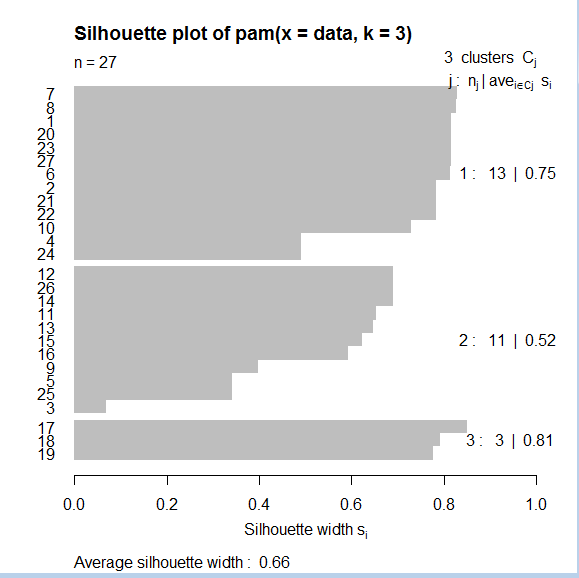 Silhouette plot of pam(x = data, k = 3)
n = 27
3 clusters Cj
j : nj | avei∈Cj si
7
8
1
20
23
27
6
2
21
22
10
4
24
1 : 13 | 0.75
12
26
14
11
13
15
16
9
5
25
3
2 : 11 | 0.52
17
18
19
3 : 3 | 0.81
0.0 0.2 0.4 0.6 0.8 1.0
Silhouette width si
Average silhouette width : 0.66